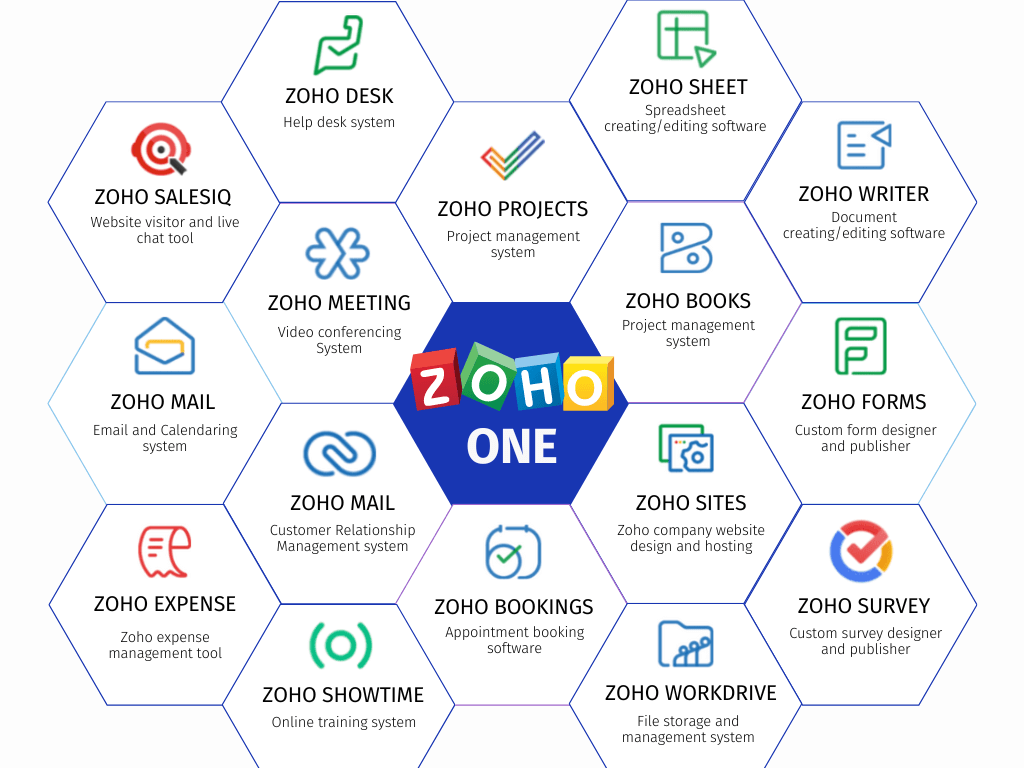 ZOHO DESK
Help desk system
ZOHO SHEET
Spreadsheet
creating/editing software
ZOHO SALESIQ
Website visitor and live
chat tool
ZOHO PROJECTS
Project management
system
ZOHO WRITER
Document
creating/editing software
ZOHO MEETING
Video conferencing
System
ZOHO BOOKS
Project management
system
ZOHO
ONE
ZOHO MAIL
Email and Calendaring
system
ZOHO FORMS
Custom form designer
and publisher
ZOHO MAIL
Customer Relationship
Management system
ZOHO SITES
Zoho company website
design and hosting
ZOHO EXPENSE
Zoho expense
management tool
ZOHO BOOKINGS
Appointment booking
software
ZOHO SURVEY
Custom survey designer
and publisher
ZOHO SHOWTIME
Online training system
ZOHO WORKDRIVE
File storage and
management system